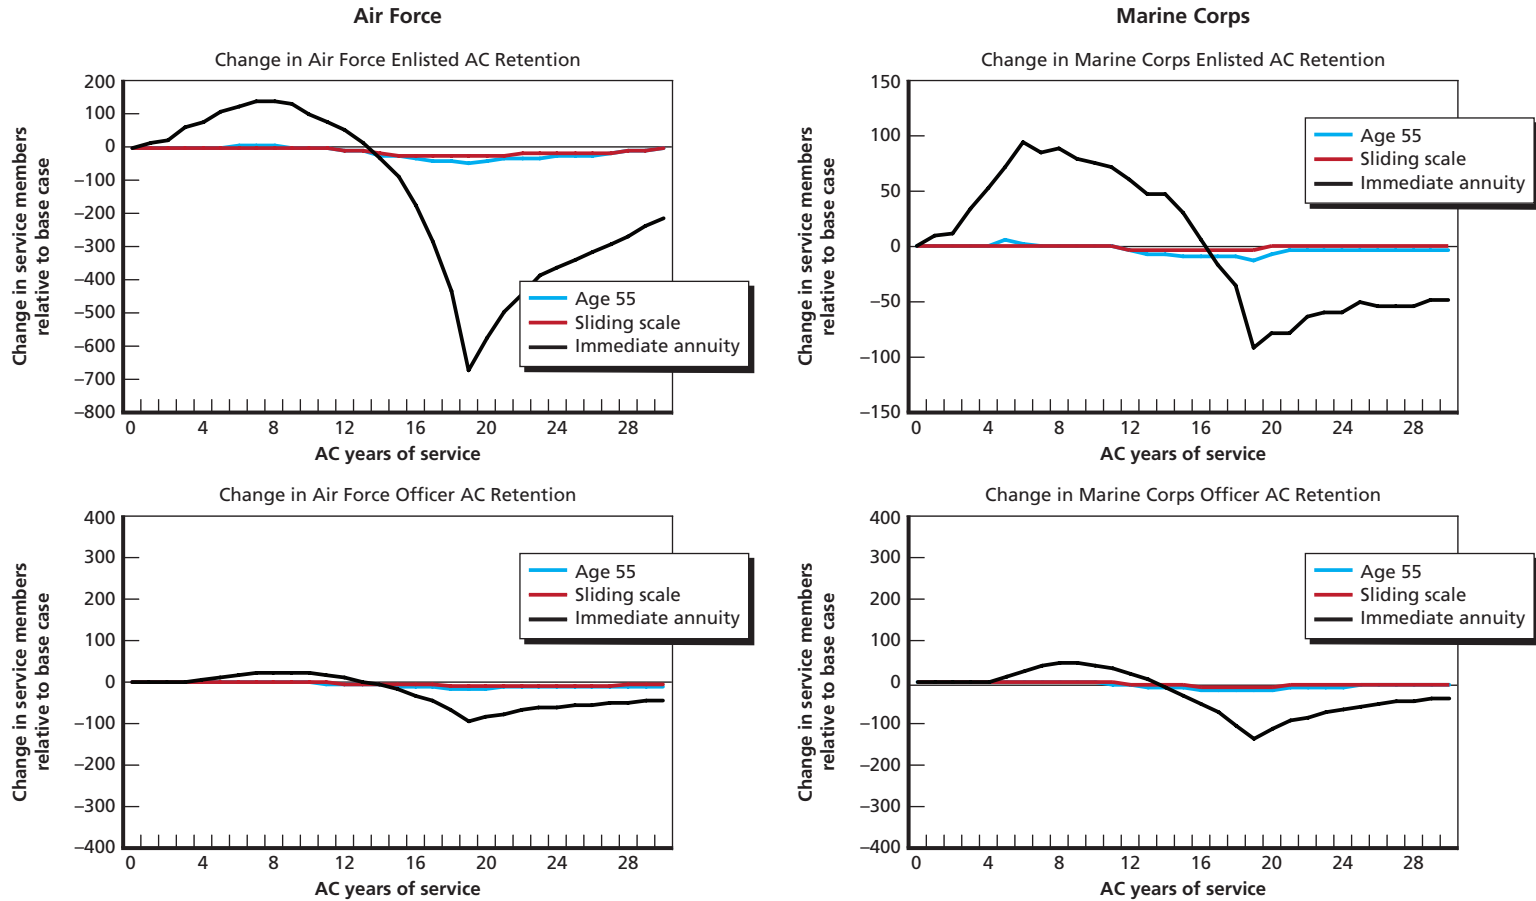 Air Force
Marine Corps
Change in Air Force Enlisted AC Retention
200
100
0
–100
–200
–300
–400
–500
–600
–700
–800
Change in service members
relative to base case
Age 55
Sliding scale
Immediate annuity
0 4 8 12 16 20 24 28
AC years of service
Change in Marine Corps Enlisted AC Retention
150
100
50
0
–50
–100
–150
Change in service members
relative to base case
Age 55
Sliding scale
Immediate annuity
0 4 8 12 16 20 24 28
AC years of service
Change in Air Force Officer AC Retention
400
300
200
100
0
–100
–200
–300
–400
Change in service members
relative to base case
Age 55
Sliding scale
Immediate annuity
0 4 8 12 16 20 24 28
AC years of service
Change in Marine Corps Officer AC Retention
400
300
200
100
0
–100
–200
–300
–400
Change in service members
relative to base case
Age 55
Sliding scale
Immediate annuity
0 4 8 12 16 20 24 28
AC years of service